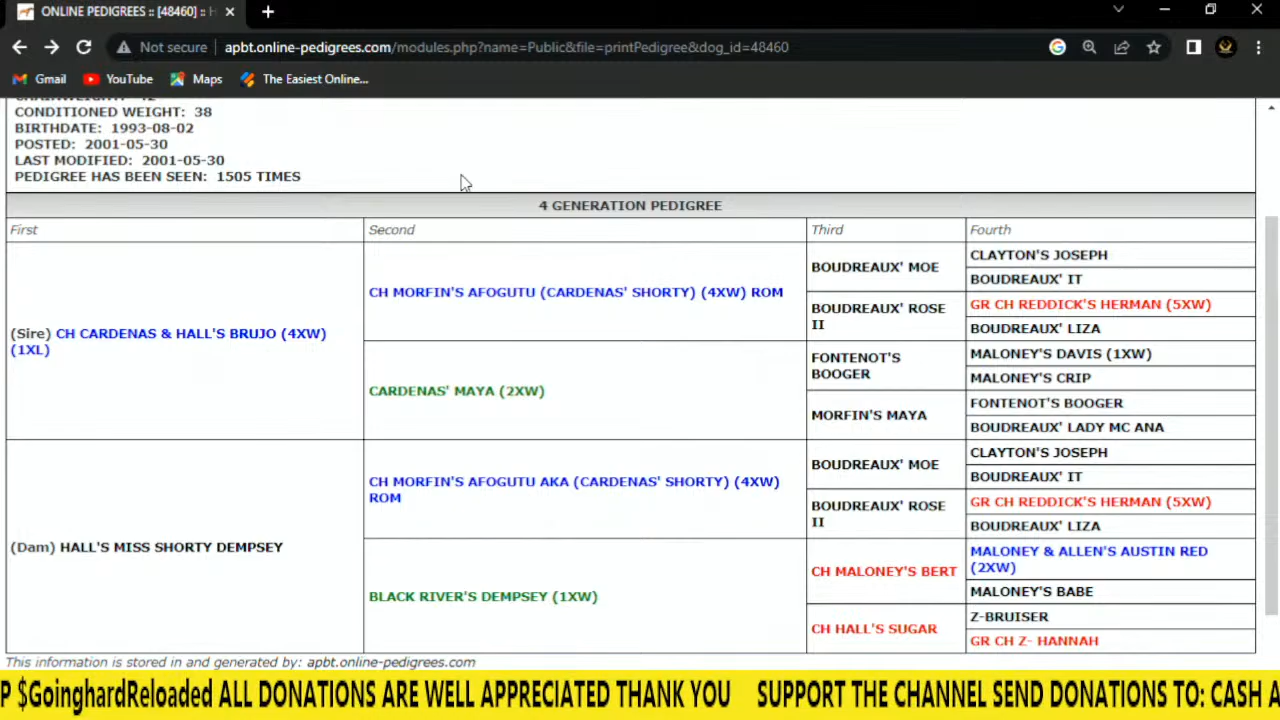 ONLINE PEDIGREES :: [48460] :: H
Not secure
apbt.online-pedigrees.com/modules.php?name=Public&file=printPedigree&dog_id=48460
Gmail
YouTube
Maps
The Easiest Online...
CONDITIONED WEIGHT: 38
BIRTHDATE: 1993-08-02
POSTED: 2001-05-30
LAST MODIFIED: 2001-05-30
PEDIGREE HAS BEEN SEEN: 1505 TIMES
4 GENERATION PEDIGREE
First
Second
Third
Fourth
(Sire) CH CARDENAS & HALL'S BRUJO (4XW)
(1XL)
CH MORFIN'S AFOGUTU (CARDENAS' SHORTY) (4XW) ROM
BOUDREAUX' MOE
CLAYTON'S JOSEPH
BOUDREAUX' IT
BOUDREAUX' ROSE
II
GR CH REDDICK'S HERMAN (5XW)
BOUDREAUX' LIZA
CARDENAS' MAYA (2XW)
FONTENOT'S
BOOGER
MALONEY'S DAVIS (1XW)
MALONEY'S CRIP
MORFIN'S MAYA
FONTENOT'S BOOGER
BOUDREAUX' LADY MC ANA
(Dam) HALL'S MISS SHORTY DEMPSEY
CH MORFIN'S AFOGUTU AKA (CARDENAS' SHORTY) (4XW)
ROM
BOUDREAUX' MOE
CLAYTON'S JOSEPH
BOUDREAUX' IT
BOUDREAUX' ROSE
II
GR CH REDDICK'S HERMAN (5XW)
BOUDREAUX' LIZA
BLACK RIVER'S DEMPSEY (1XW)
CH MALONEY'S BERT
MALONEY & ALLEN'S AUSTIN RED
(2XW)
MALONEY'S BABE
CH HALL'S SUGAR
Z-BRUISER
GR CH Z- HANNAH
This information is stored in and generated by: apbt.online-pedigrees.com
P $GoinghardReloaded ALL DONATIONS ARE WELL APPRECIATED THANK YOU SUPPORT THE CHANNEL SEND DONATIONS TO: CASH A